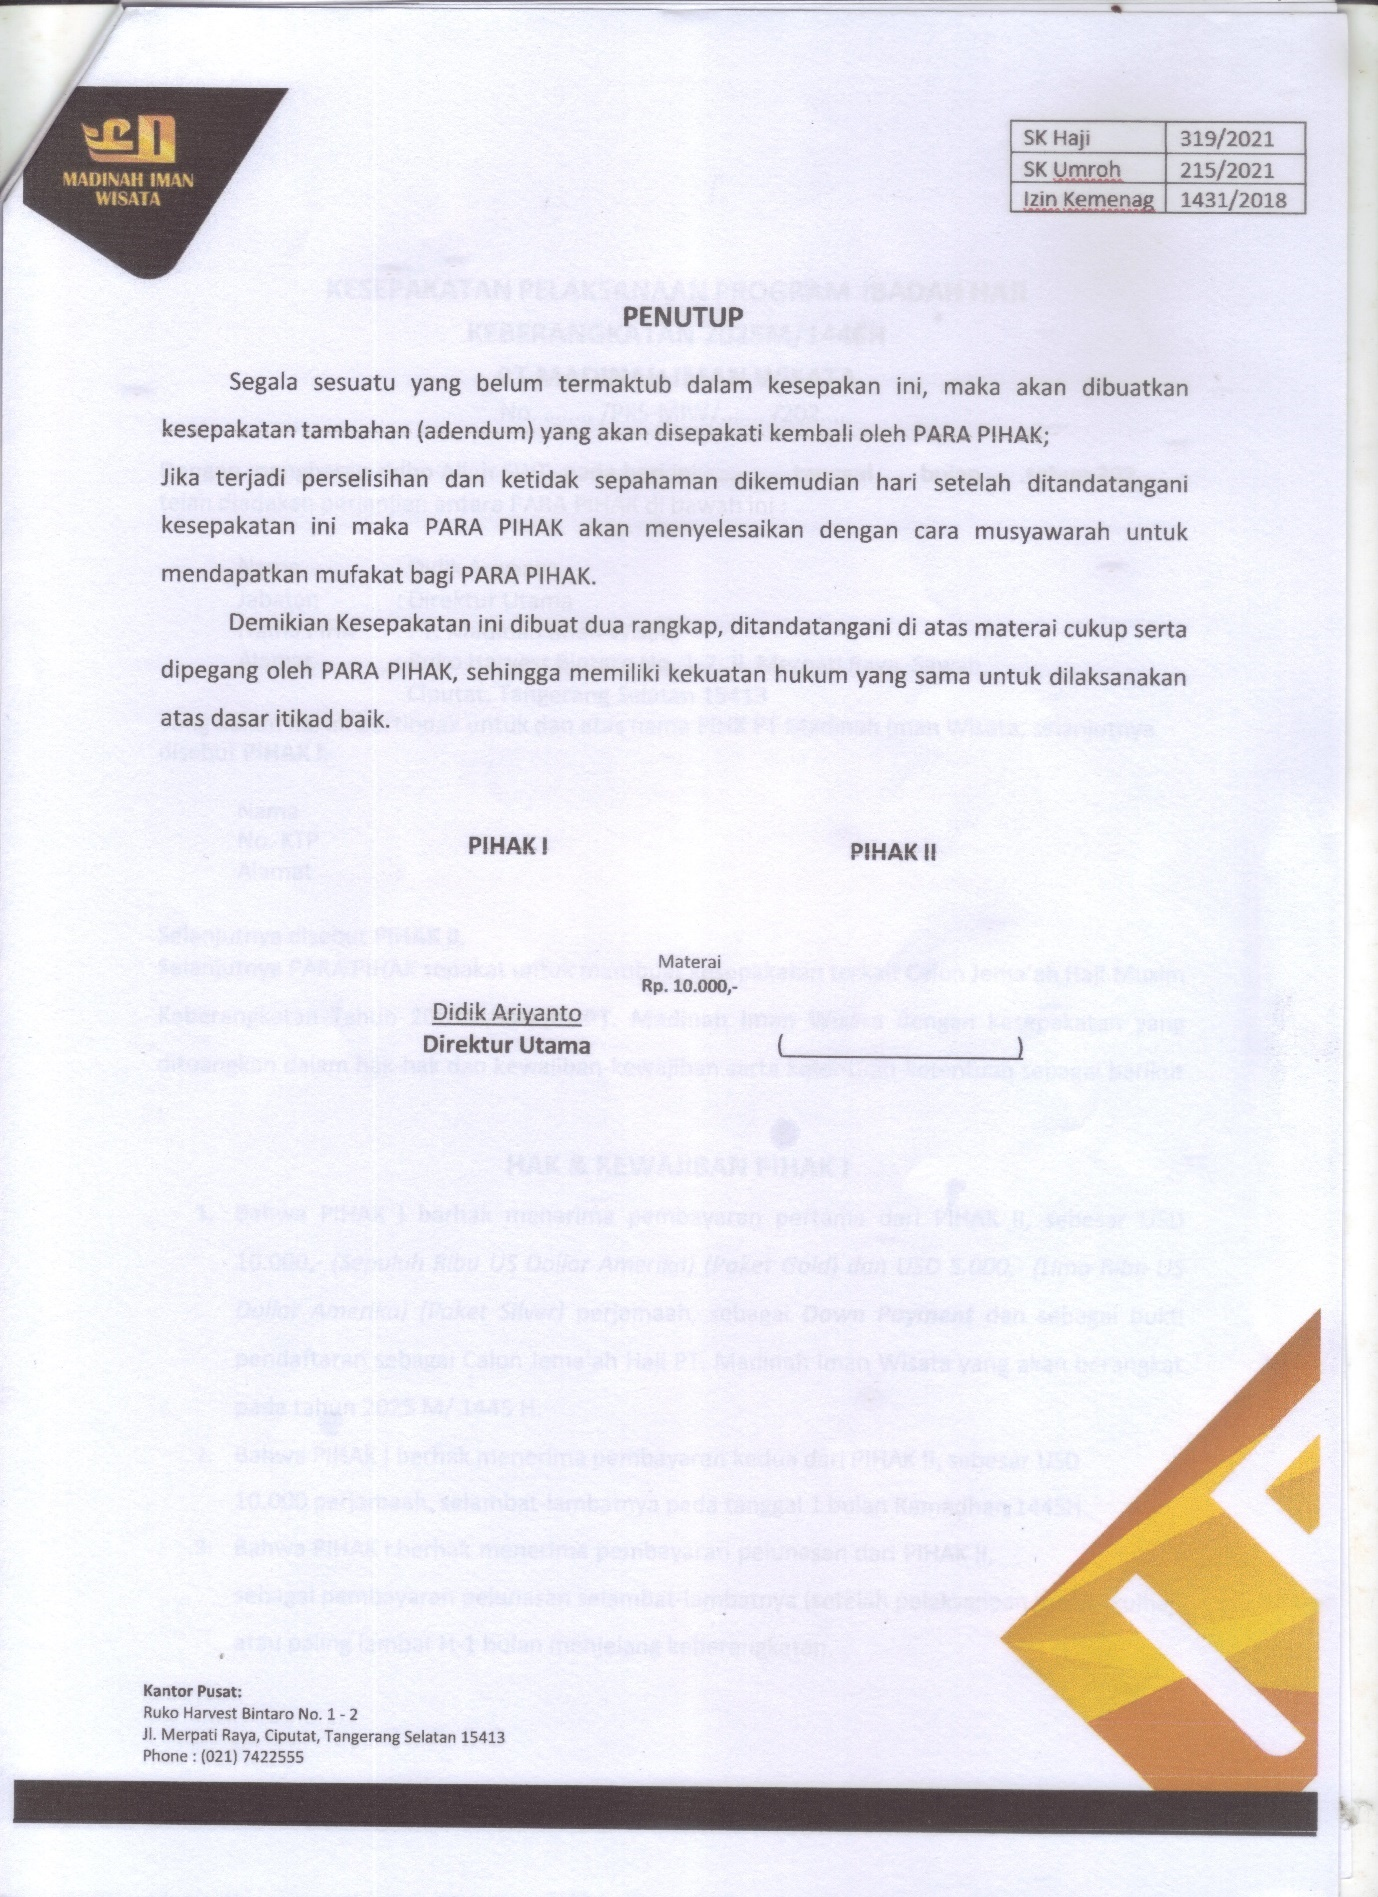 MADINAH IMAN
WISATA
SK Haji 319/2021
SK Umroh 215/2021
Izin Kemenag 1431/2018
PENUTUP
Segala sesuatu yang belum termaktub dalam kesepakan ini, maka akan dibuatkan
kesepakatan tambahan (adendum) yang akan disepakati kembali oleh PARA PIHAK;
Jika terjadi perselisihan dan ketidak sepahaman dikemudian hari setelah ditandatangani
kesepakatan ini maka PARA PIHAK akan menyelesaikan dengan cara musyawarah untuk
mendapatkan mufakat bagi PARA PIHAK.
Demikian Kesepakatan ini dibuat dua rangkap, ditandatangani di atas materai cukup serta
dipegang oleh PARA PIHAK, sehingga memiliki kekuatan hukum yang sama untuk dilaksanakan
atas dasar itikad baik.
PIHAK I PIHAK II
Materai
Rp. 10.000,-
Didik Ariyanto
Direktur Utama (                    )
Kantor Pusat:
Ruko Harvest Bintaro No. 1 - 2
Jl. Merpati Raya, Ciputat, Tangerang Selatan 15413
Phone : (021) 7422555